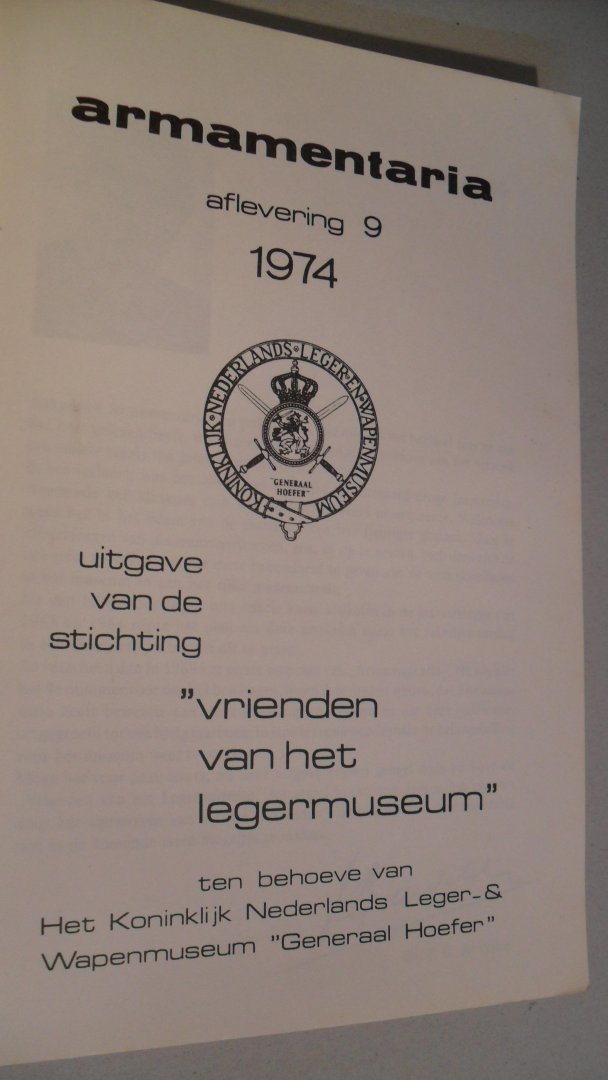 armamentaria
aflevering 9
1974
KONINKLIJK·NEDERLANDS·LEGER·EN·WAPENMUSEUM
"GENERAAL
HOEFER"
uitgave
van de
stichting
"vrienden
van het
legermuseum"
ten behoeve van
Het Koninklijk Nederlands Leger-&
Wapenmuseum "Generaal Hoefer"